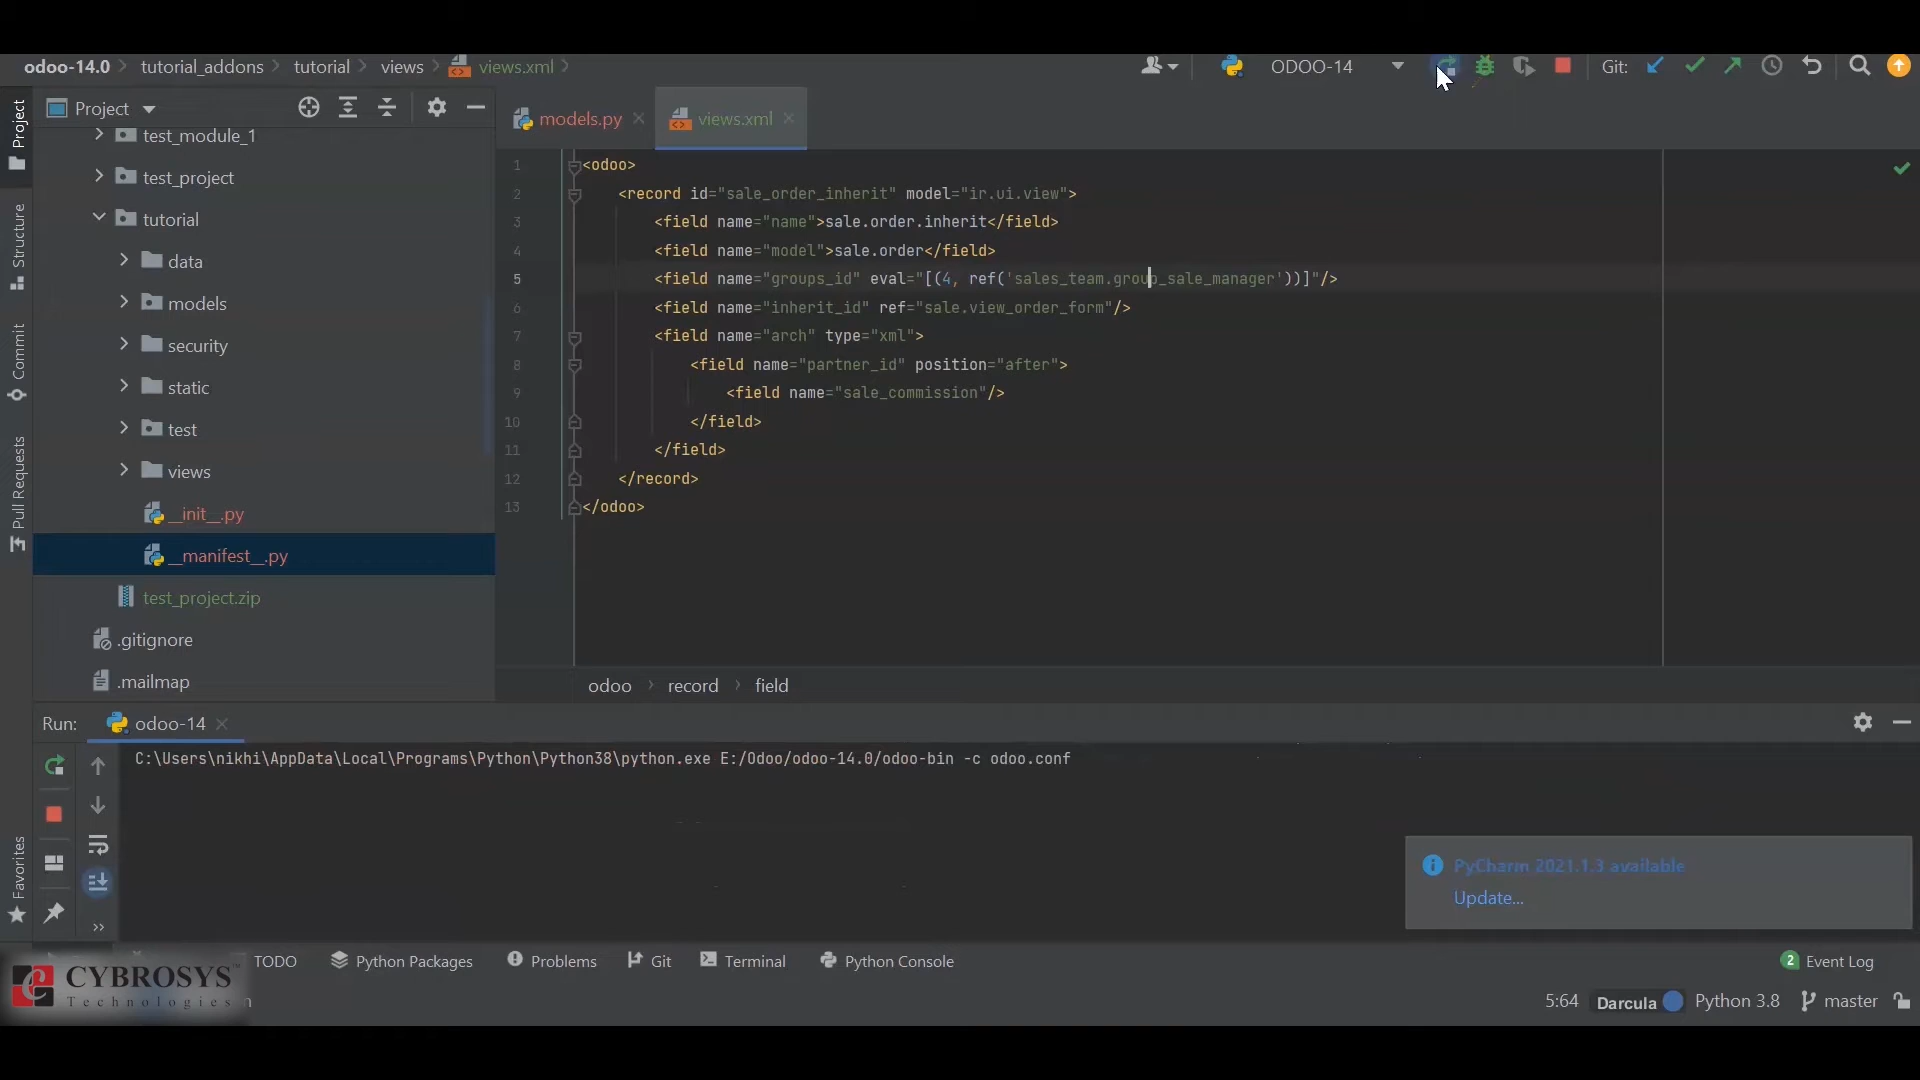 odoo-14.0 tutorial_addons tutorial views views.xml
ODOO-14 Git:
Project
models.py views.xml
test_module_1
test_project
tutorial
data
models
security
static
test
views
__init__.py
__manifest__.py
test_project.zip
.gitignore
.mailmap
Project
Structure
Commit
Pull Requests
Favorites
1 <odoo>
2 <record id="sale_order_inherit" model="ir.ui.view">
3 <field name="name">sale.order.inherit</field>
4 <field name="model">sale.order</field>
5 <field name="groups_id" eval="[(4, ref('sales_team.group_sale_manager'))]"/>
6 <field name="inherit_id" ref="sale.view_order_form"/>
7 <field name="arch" type="xml">
8 <field name="partner_id" position="after">
9 <field name="sale_commission"/>
10 </field>
11 </field>
12 </record>
13 </odoo>
odoo record field
Run: odoo-14
C:\Users\nikhi\AppData\Local\Programs\Python\Python38\python.exe E:/Odoo/odoo-14.0/odoo-bin -c odoo.conf
PyCharm 2021.1.3 available
Update...
TODO Python Packages Problems Git Terminal Python Console 2 Event Log
CYBROSYS™
Technologies
5:64 Darcula Python 3.8 master